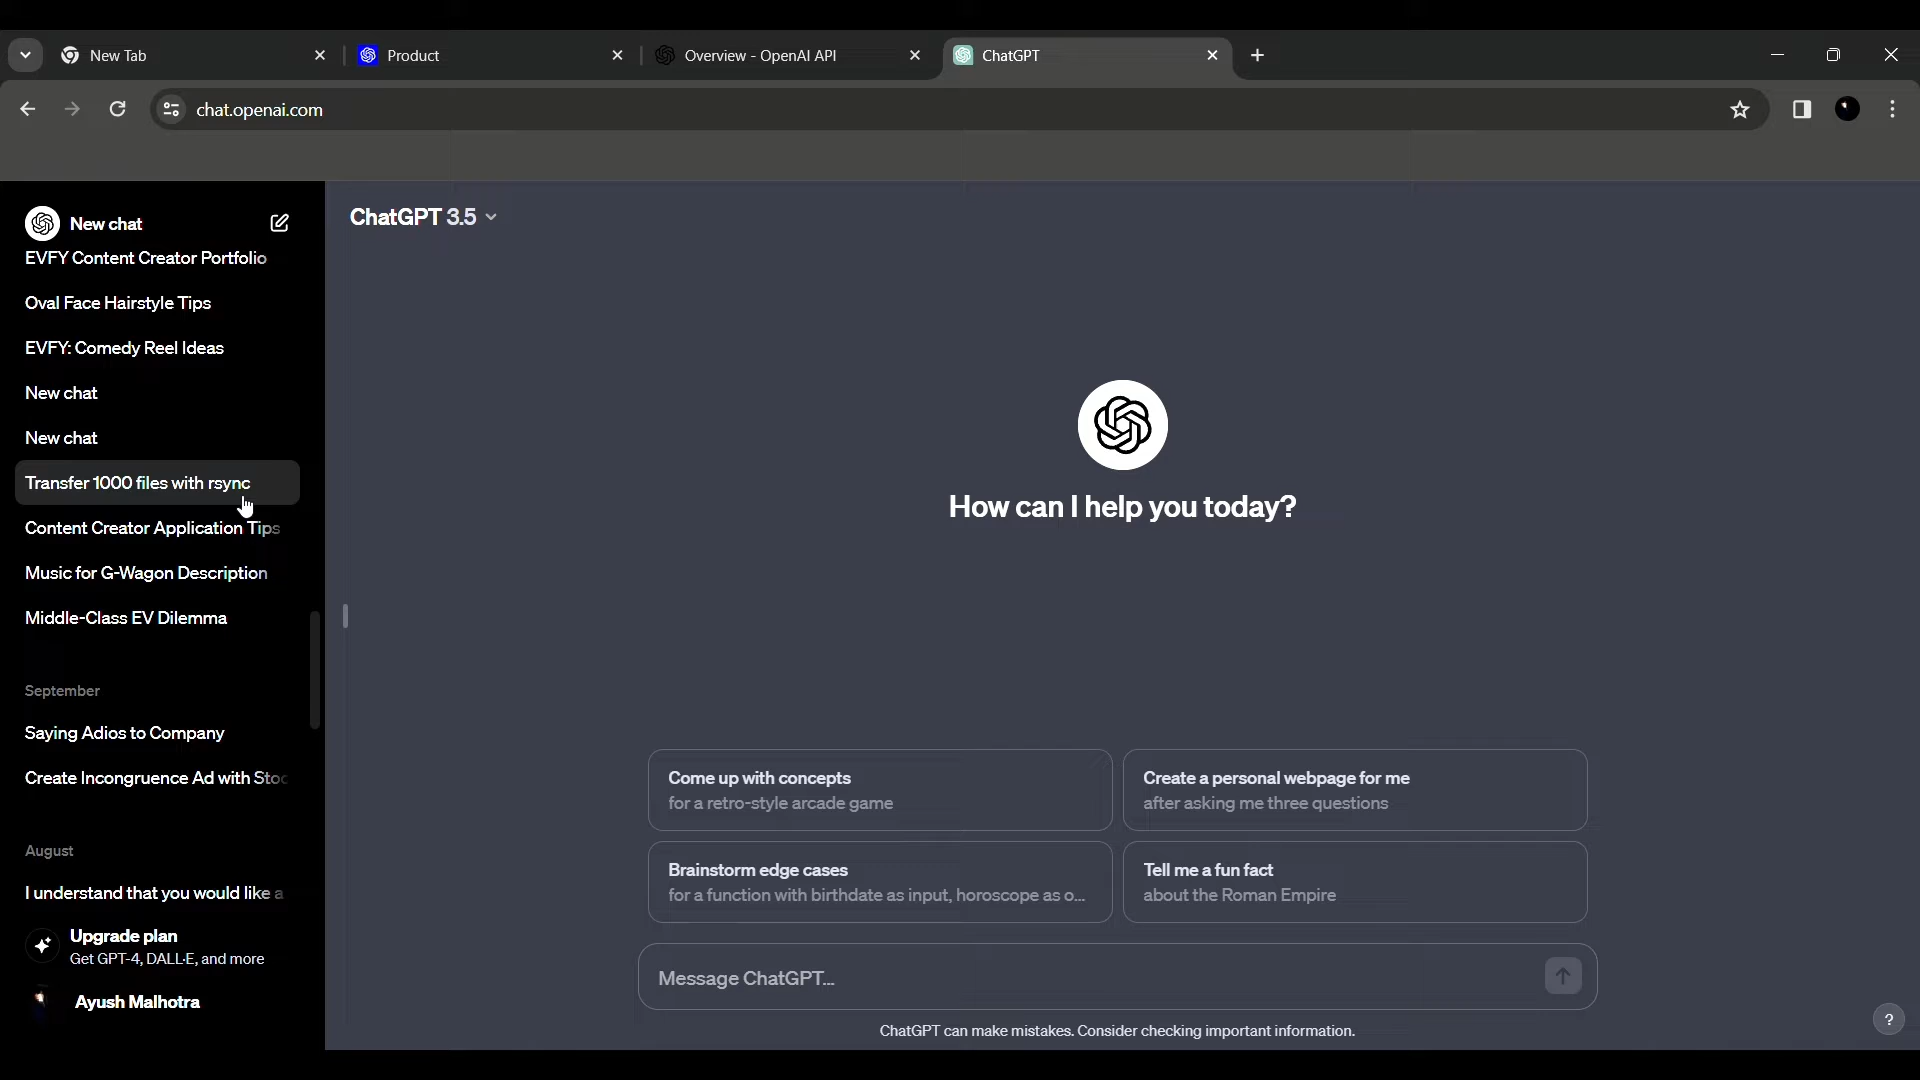 New Tab
Product
Overview - OpenAI API
ChatGPT
chat.openai.com
New chat
EVFY Content Creator Portfolio
Oval Face Hairstyle Tips
EVFY: Comedy Reel Ideas
New chat
New chat
Transfer 1000 files with rsync
Content Creator Application Tips
Music for G-Wagon Description
Middle-Class EV Dilemma
September
Saying Adios to Company
Create Incongruence Ad with Stoc
August
I understand that you would like a
Upgrade plan
Get GPT-4, DALL·E, and more
Ayush Malhotra
ChatGPT 3.5
How can I help you today?
Come up with concepts
for a retro-style arcade game
Create a personal webpage for me
after asking me three questions
Brainstorm edge cases
for a function with birthdate as input, horoscope as o...
Tell me a fun fact
about the Roman Empire
Message ChatGPT...
ChatGPT can make mistakes. Consider checking important information.
?